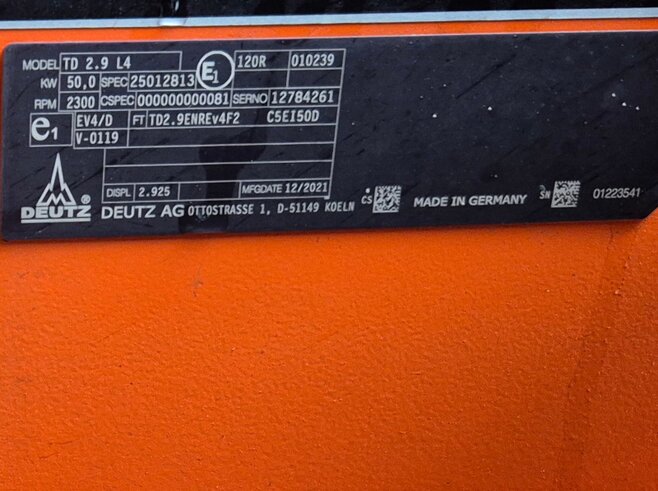 MODEL TD 2.9 L4 E1 120R 010239
KW 50,0 SPEC 25012813
RPM 2300 CSPEC 000000000081 SERNO 12784261
e1 EV4/D FT TD2.9ENREv4F2 C5EI50D
V-0119
DISPL 2.925 MFGDATE 12/2021
DEUTZ ® DEUTZ AG OTTOSTRASSE 1, D-51149 KOELN CS MADE IN GERMANY SN 01223541